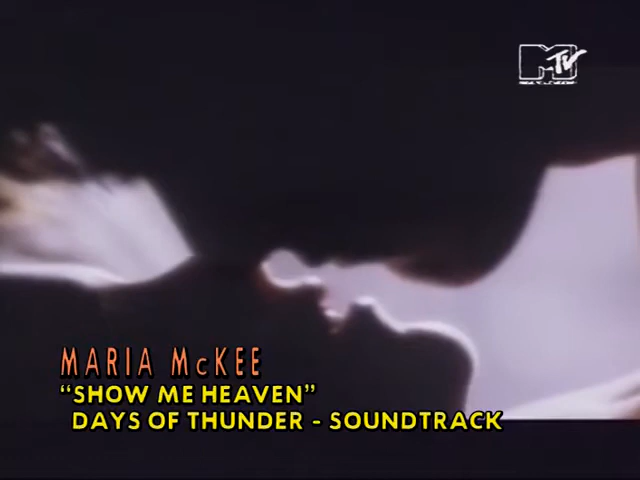 MTV
MARIA McKEE
“SHOW ME HEAVEN”
DAYS OF THUNDER - SOUNDTRACK